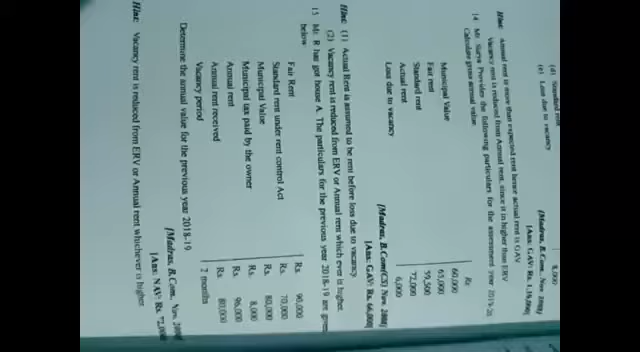 (d) Standard rent
(e) Loss due to vacancy 8,000
[Madras, B.Com., Nov. 2008]
[Ans: GAV: Rs. 1,18,000]
Hint: Annual rent is more than expected rent hence actual rent is GAV
Vacancy rent is reduced from Annual rent, since it is higher than ERV
14. Mr. Surya Provides the following particulars for the assessment year 2019-20
Calculate gross annual value.
Rs.
Municipal Value 60,000
Fair rent 65,000
Standard rent 59,500
Actual rent 72,000
Loss due to vacancy 6,000
[Madras, B.Com(CS) Nov. 2008]
[Ans: G.AV: Rs. 66,000]
Hint: (1) Actual Rent is assumed to be rent before loss due to vacancy.
(2) Vacancy rent is reduced from ERV or Annual rent which ever is higher.
15. Mr. R has got house A. The particulars for the previous year 2018-19 are given
below
Fair Rent Rs. 90,000
Standard rent under rent control Act Rs. 70,000
Municipal Value Rs. 80,000
Municipal tax paid by the owner Rs. 8,000
Annual rent Rs. 96,000
Annual rent received Rs. 80,000
Vacancy period 2 months
Determine the annual value for the previous year 2018-19
[Madras, B.Com., Nov.
[Ans: NAV: Rs. 72,000
Hint: Vacancy rent is reduced from ERV or Annual rent whichever is higher.